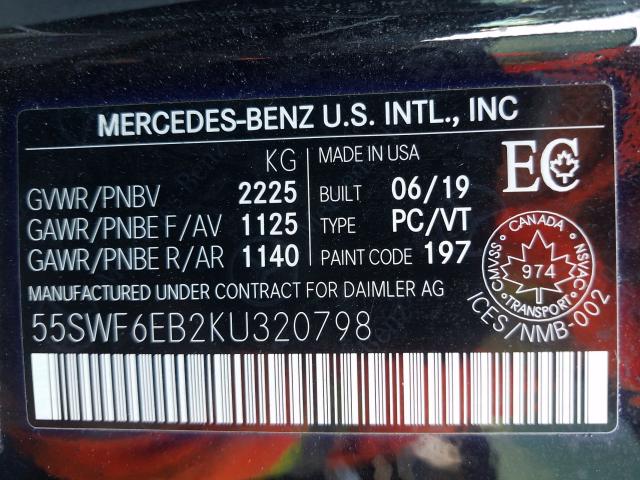 MERCEDES-BENZ U.S. INTL., INC
KG
GVWR/PNBV 2225
GAWR/PNBE F/AV 1125
GAWR/PNBE R/AR 1140
MADE IN USA
BUILT 06/19
TYPE PC/VT
PAINT CODE 197
EC
CANADA
CMVSS NSVAC
974
TRANSPORT
ICES/NMB-002
MANUFACTURED UNDER CONTRACT FOR DAIMLER AG
55SWF6EB2KU320798